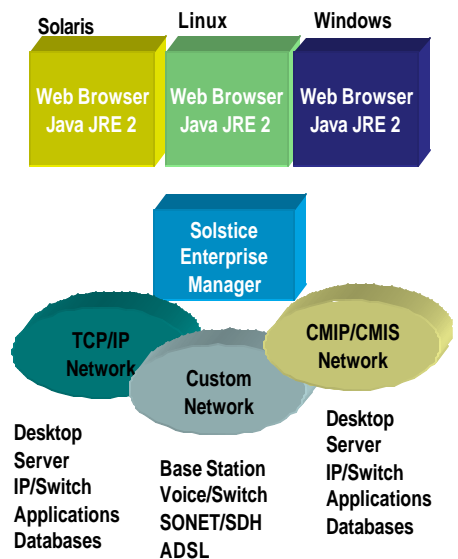 Solaris
Linux
Windows
Web Browser
Java JRE 2
Web Browser
Java JRE 2
Web Browser
Java JRE 2
Solstice
Enterprise
Manager
TCP/IP
Network
Custom
Network
CMIP/CMIS
Network
Desktop
Server
IP/Switch
Applications
Databases
Base Station
Voice/Switch
SONET/SDH
ADSL
Desktop
Server
IP/Switch
Applications
Databases